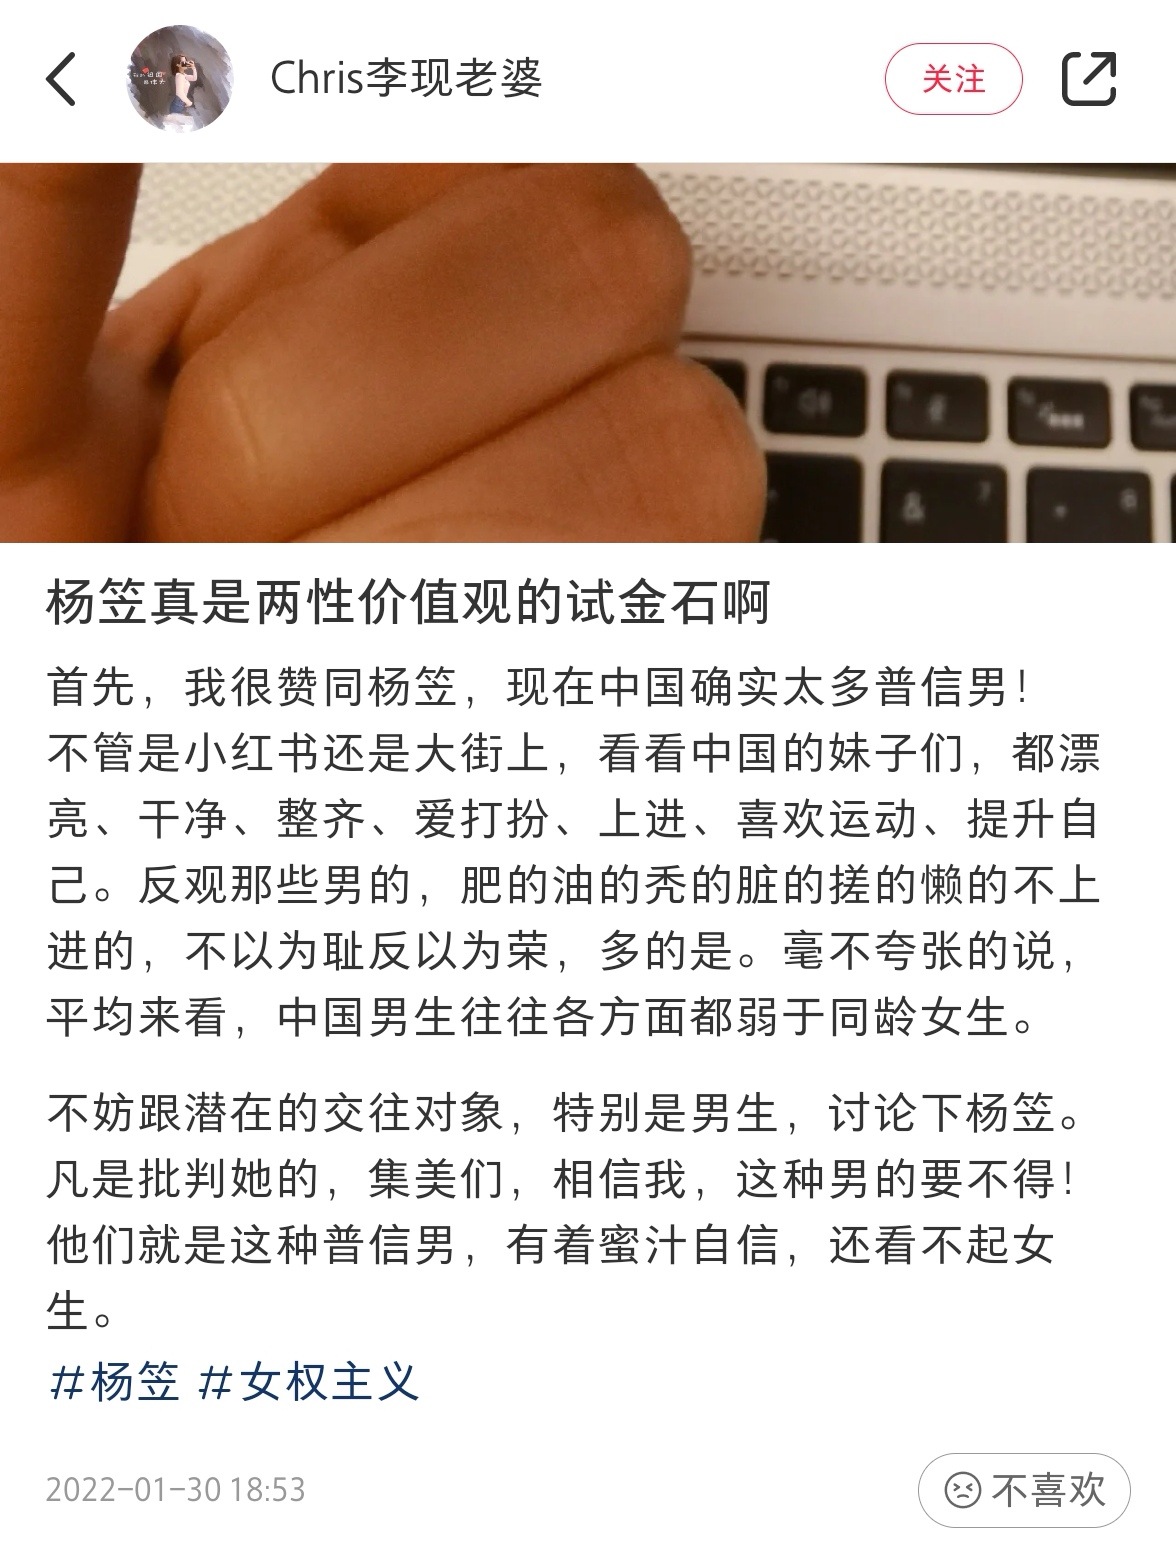 Chris李现老婆
关注
& 7
8
杨笠真是两性价值观的试金石啊
首先，我很赞同杨笠，现在中国确实太多普信男！
不管是小红书还是大街上，看看中国的妹子们，都漂
亮、干净、整齐、爱打扮、上进、喜欢运动、提升自
己。反观那些男的，肥的油的秃的脏的搓的懒的不上
进的，不以为耻反以为荣，多的是。毫不夸张的说，
平均来看，中国男生往往各方面都弱于同龄女生。
不妨跟潜在的交往对象，特别是男生，讨论下杨笠。
凡是批判她的，集美们，相信我，这种男的要不得！
他们就是这种普信男，有着蜜汁自信，还看不起女
生。
#杨笠 #女权主义
2022-01-30 18:53
不喜欢